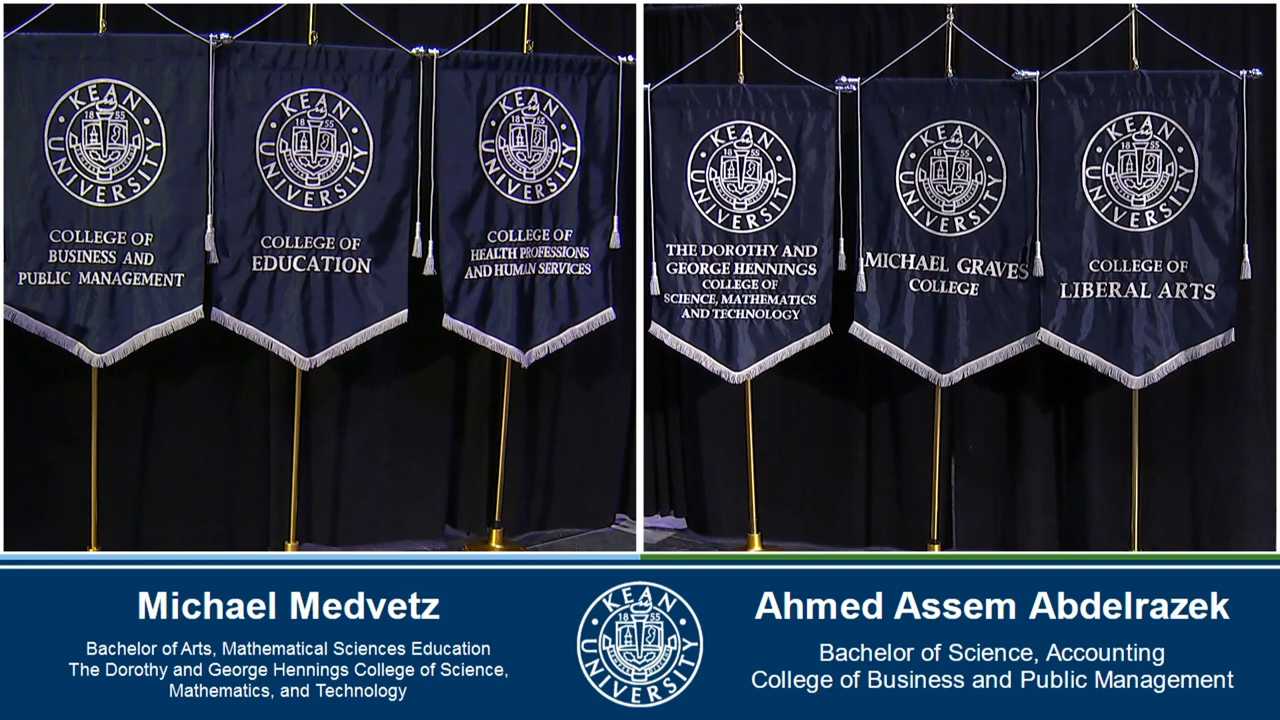 KEAN
UNIVERSITY
1855
COLLEGE OF
BUSINESS AND
PUBLIC MANAGEMENT
KEAN
UNIVERSITY
1855
COLLEGE OF
EDUCATION
KEAN
UNIVERSITY
1855
COLLEGE OF
HEALTH PROFESSIONS
AND HUMAN SERVICES
KEAN
UNIVERSITY
1855
THE DOROTHY AND
GEORGE HENNINGS
COLLEGE OF
SCIENCE, MATHEMATICS
AND TECHNOLOGY
KEAN
UNIVERSITY
1855
MICHAEL GRAVES
COLLEGE
KEAN
UNIVERSITY
1855
COLLEGE OF
LIBERAL ARTS
Michael Medvetz
Bachelor of Arts, Mathematical Sciences Education
The Dorothy and George Hennings College of Science,
Mathematics, and Technology
KEAN
UNIVERSITY
1855
Ahmed Assem Abdelrazek
Bachelor of Science, Accounting
College of Business and Public Management